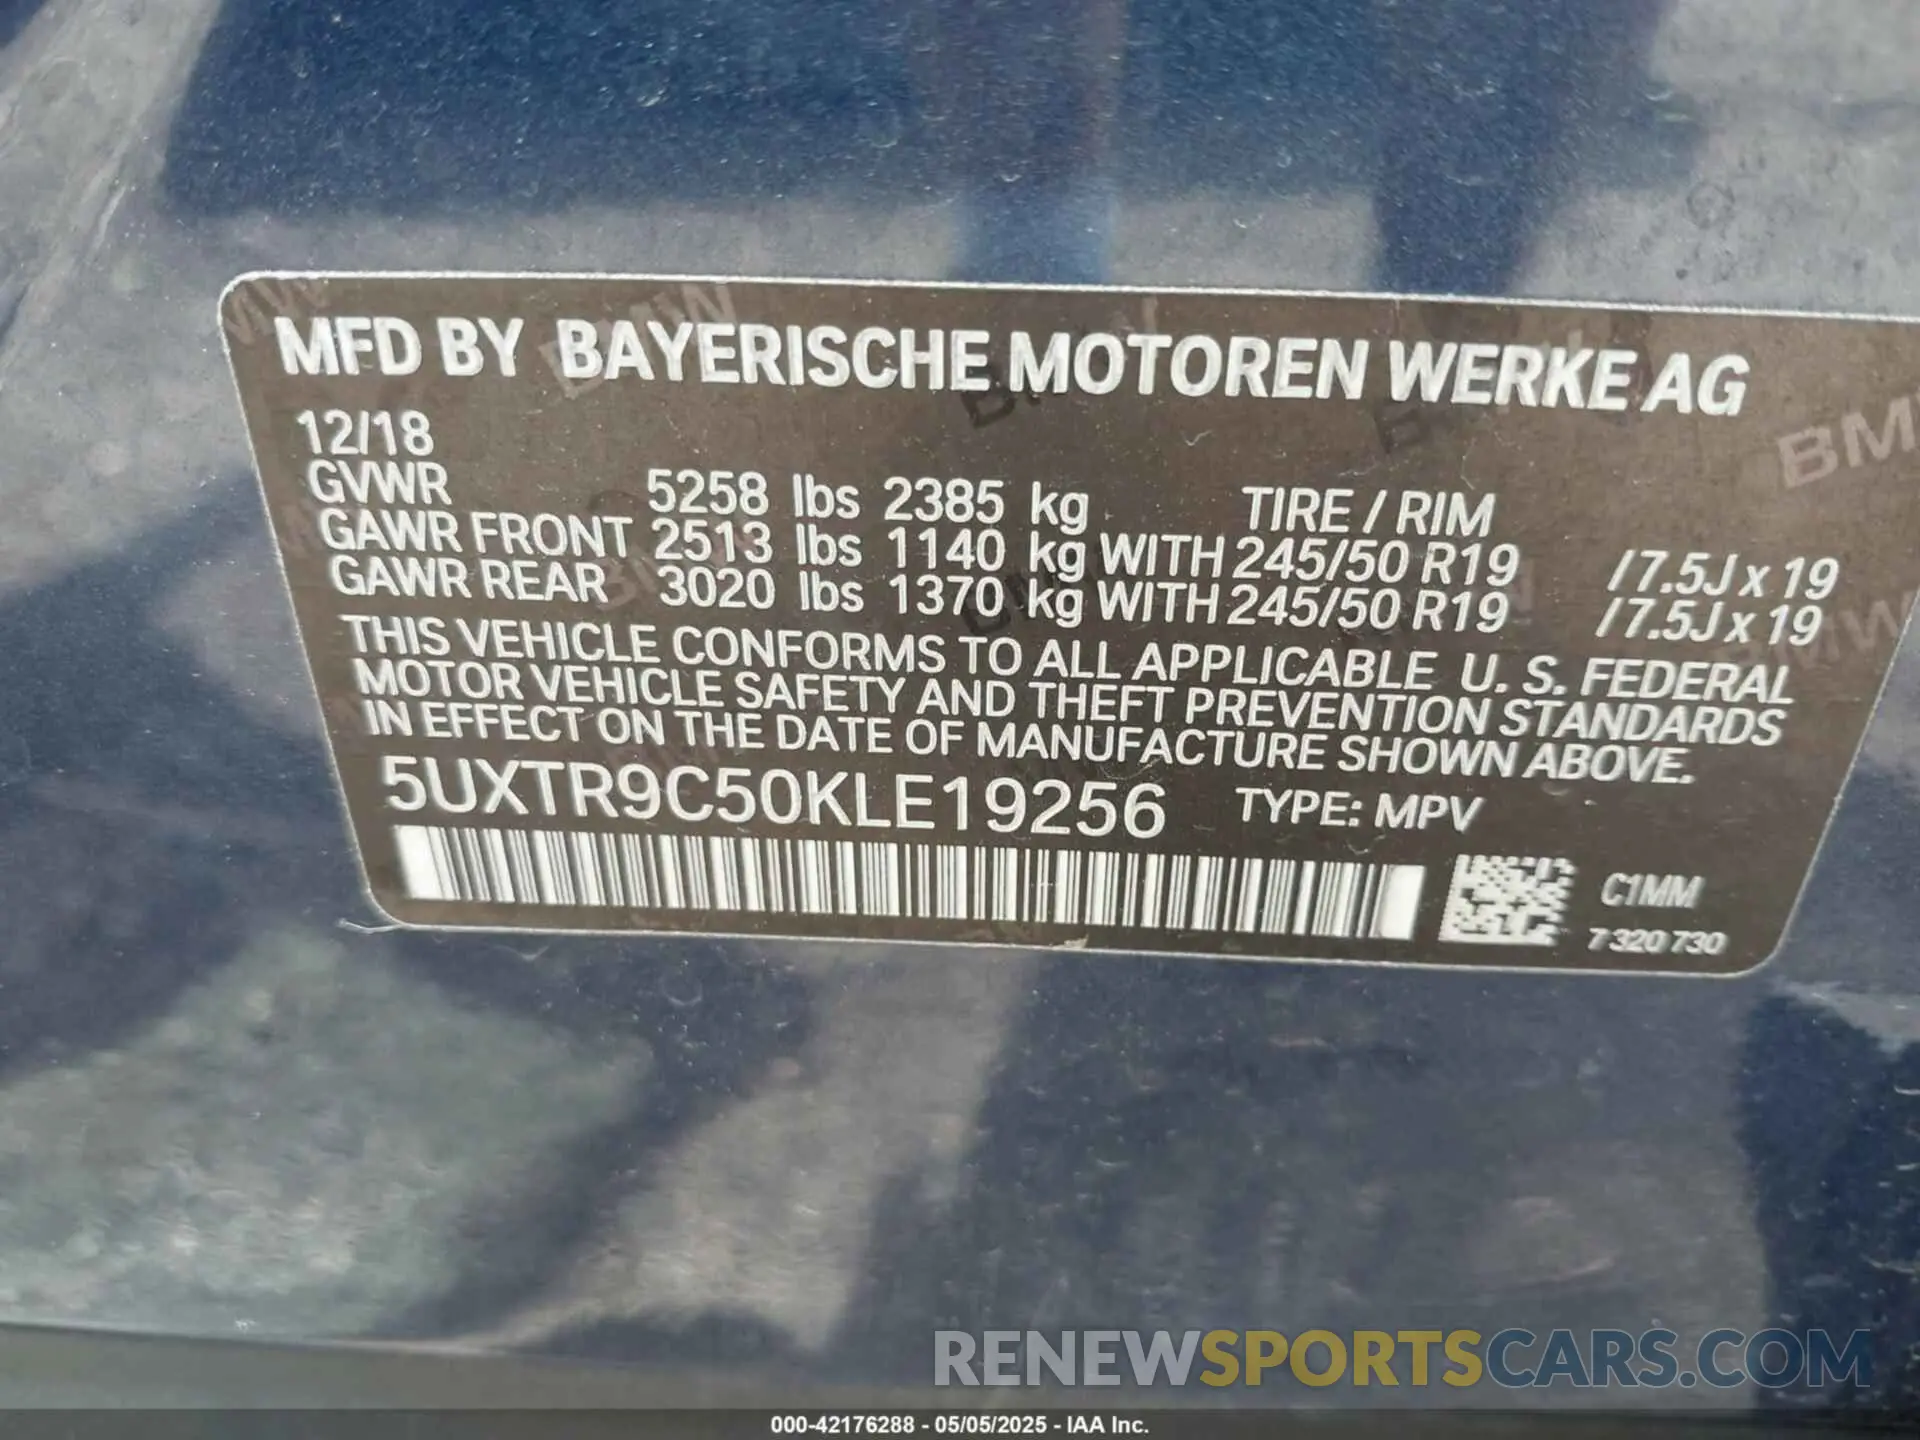 MFD BY BAYERISCHE MOTOREN WERKE AG
12/18
GVWR 5258 lbs 2385 kg TIRE / RIM
GAWR FRONT 2513 lbs 1140 kg WITH 245/50 R19 /7.5J x 19
GAWR REAR 3020 lbs 1370 kg WITH 245/50 R19 /7.5J x 19
THIS VEHICLE CONFORMS TO ALL APPLICABLE U. S. FEDERAL
MOTOR VEHICLE SAFETY AND THEFT PREVENTION STANDARDS
IN EFFECT ON THE DATE OF MANUFACTURE SHOWN ABOVE.
5UXTR9C50KLE19256 TYPE: MPV
C1MM
7 320 730
RENEWSPORTSCARS.COM
000-42176288 - 05/05/2025 - IAA Inc.